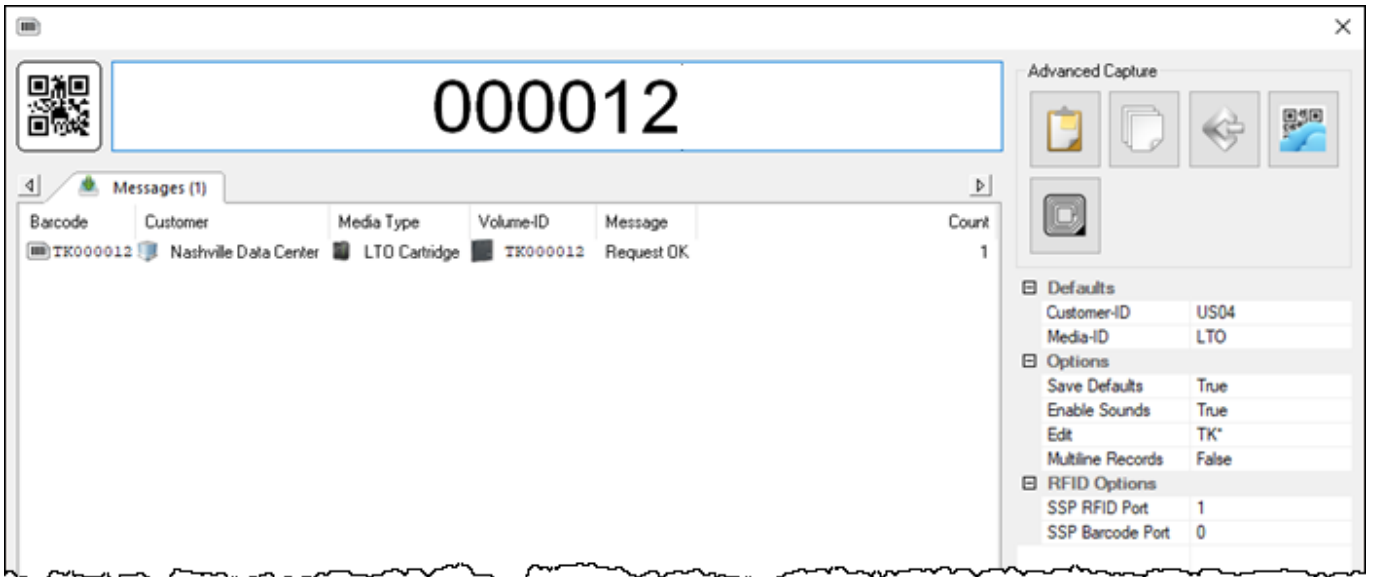 000012
Messages (1)
Barcode Customer Media Type Volume-ID Message Count
TK000012 Nashville Data Center LTO Cartridge TK000012 Request OK 1
Advanced Capture
Defaults
Customer-ID US04
Media-ID LTO
Options
Save Defaults True
Enable Sounds True
Edit TK*
Multiline Records False
RFID Options
SSP RFID Port 1
SSP Barcode Port 0